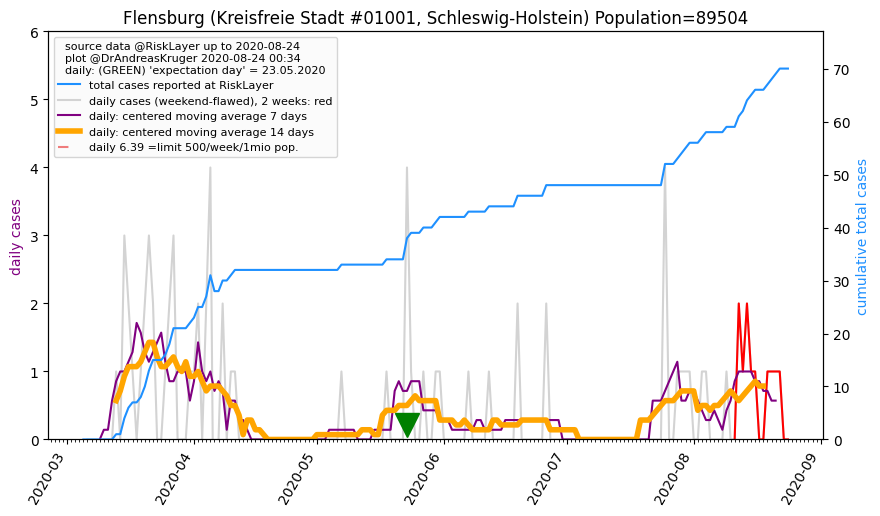 Flensburg (Kreisfreie Stadt #01001, Schleswig-Holstein) Population=89504
source data @RiskLayer up to 2020-08-24
plot @DrAndreasKruger 2020-08-24 00:34
daily: (GREEN) 'expectation day' = 23.05.2020
total cases reported at RiskLayer
daily cases (weekend-flawed), 2 weeks: red
daily: centered moving average 7 days
daily: centered moving average 14 days
daily 6.39 =limit 500/week/1mio pop.
daily cases
6
5
4
3
2
1
0
70
60
50
40
30
20
10
0
cumulative total cases
2020-03
2020-04
2020-05
2020-06
2020-07
2020-08
2020-09